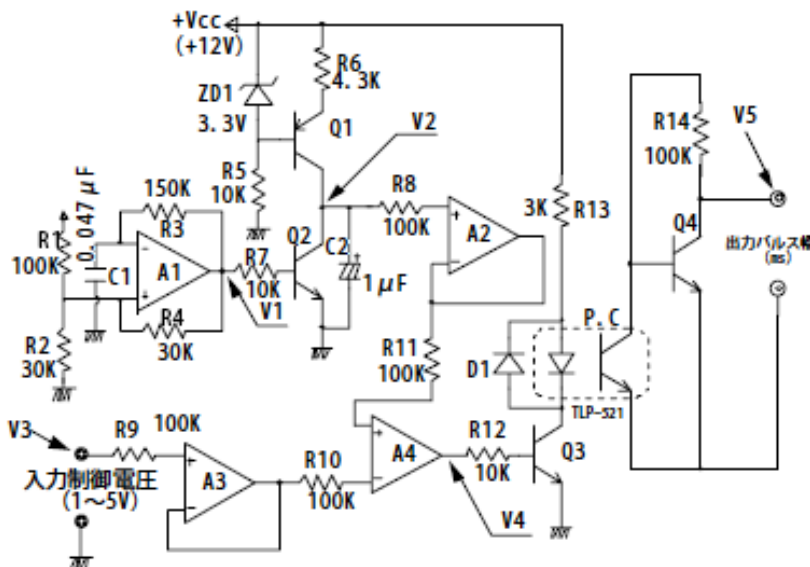 +Vcc
(+12V)
R6
4.3K
ZD1
3.3V
Q1
V2
R14
100K
V5
R5
10K
0.047μF
150K
R3
R8
100K
3K
R13
R1
100K
C1
A1
Q2
C2
A2
Q4
出力パルス幅
(ms)
R7
10K
1μF
V1
R4
30K
R2
30K
P.C
R11
100K
D1
TLP-521
V3
R9
100K
R12
10K
Q3
A4
入力制御電圧
(1～5V)
A3
R10
100K
V4